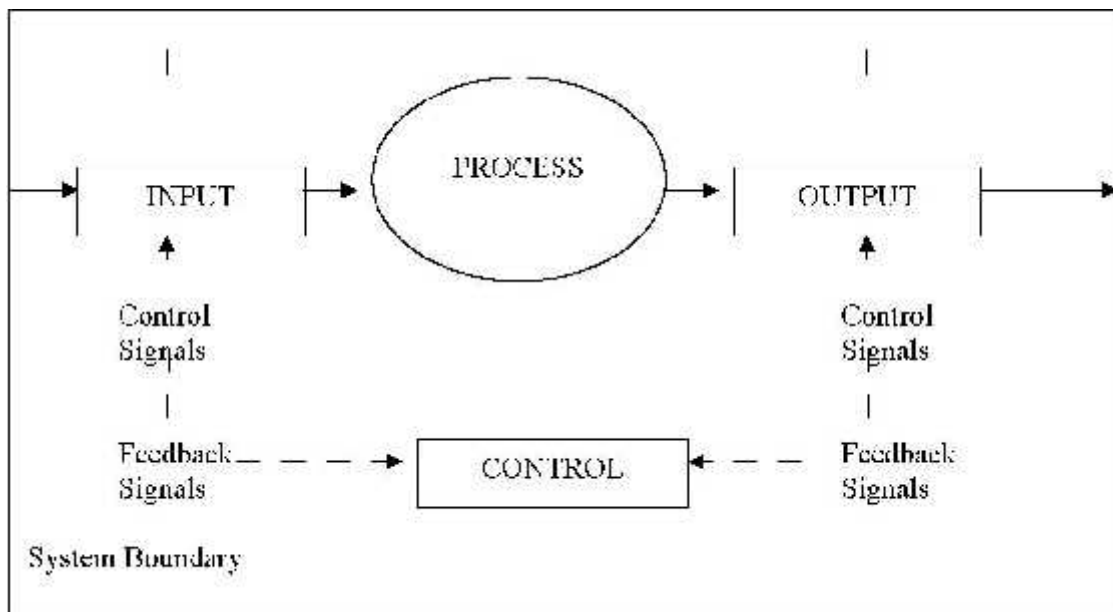 PROCESS
INPUT
OUTPUT
Control
Signals
Control
Signals
Feedback
Signals
CONTROL
Feedback
Signals
System Boundary